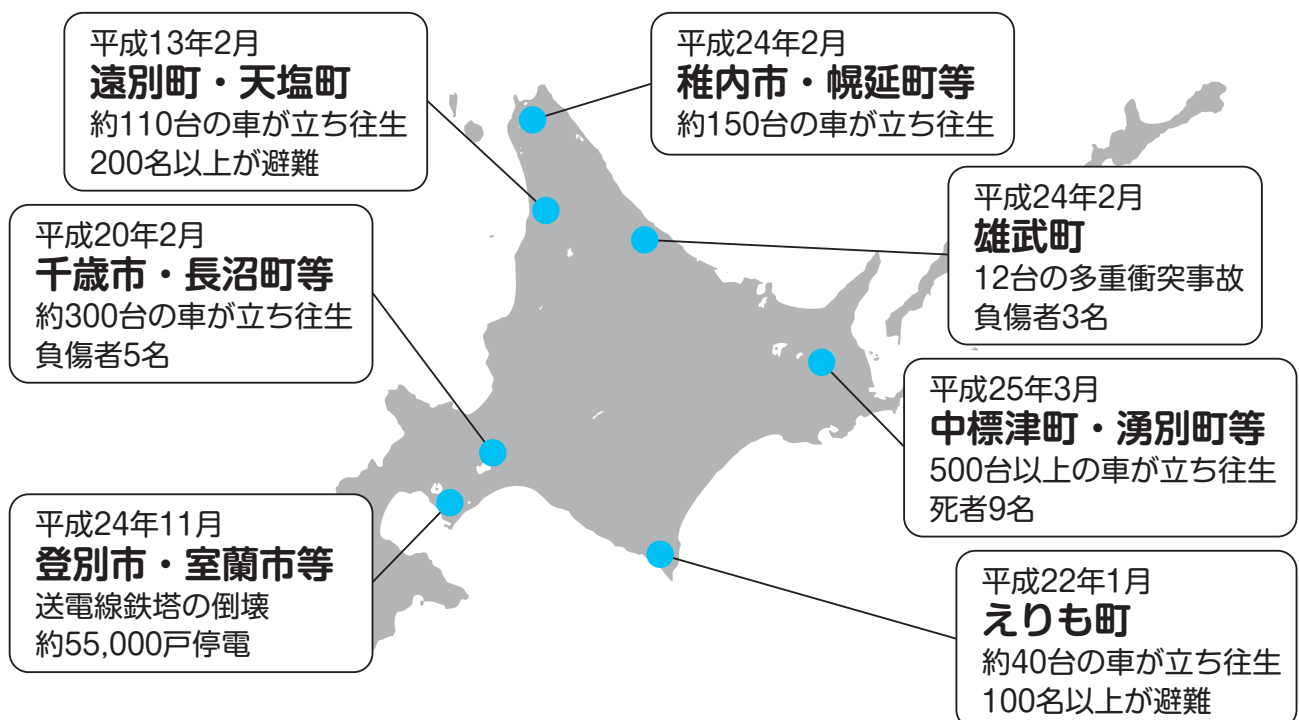 平成13年2月
遠別町・天塩町
約110台の車が立ち往生
200名以上が避難
平成24年2月
稚内市・幌延町等
約150台の車が立ち往生
平成24年2月
雄武町
12台の多重衝突事故
負傷者3名
平成20年2月
千歳市・長沼町等
約300台の車が立ち往生
負傷者5名
平成25年3月
中標津町・湧別町等
500台以上の車が立ち往生
死者9名
平成24年11月
登別市・室蘭市等
送電線鉄塔の倒壊
約55,000戸停電
平成22年1月
えりも町
約40台の車が立ち往生
100名以上が避難